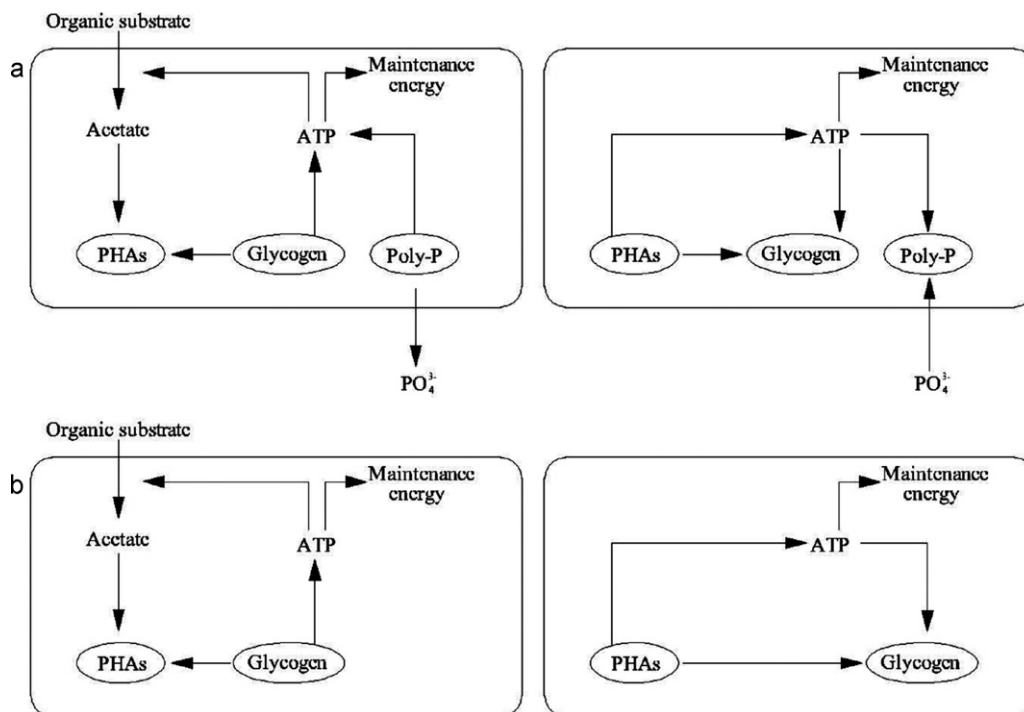 Organic substrate
a
Maintenance
energy
Acetate
ATP
PHAs
Glycogen
Poly-P
PO₄³⁻
Maintenance
energy
ATP
PHAs
Glycogen
Poly-P
PO₄³⁻
Organic substrate
b
Maintenance
energy
Acetate
ATP
PHAs
Glycogen
Maintenance
energy
ATP
PHAs
Glycogen